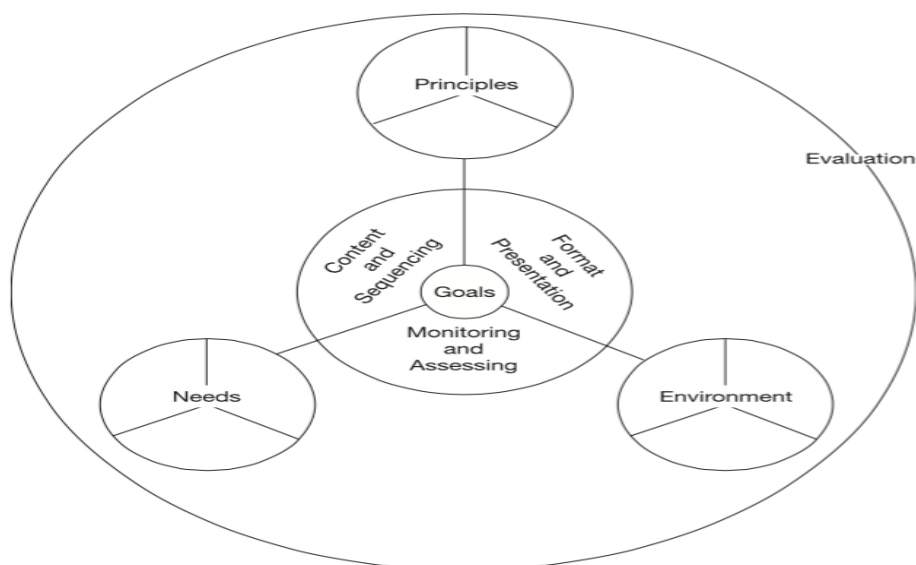 Principles
Evaluation
Content
and
Sequencing
Format
and
Presentation
Goals
Monitoring
and
Assessing
Needs
Environment